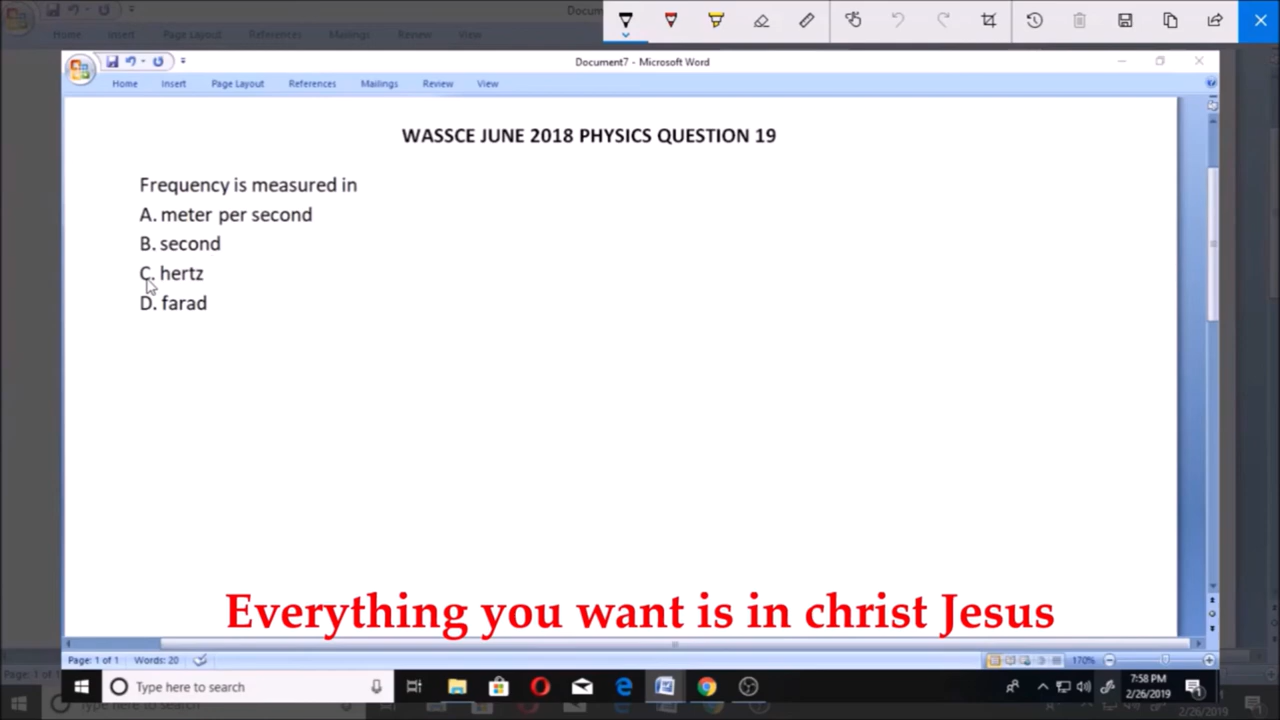 Document7 - Microsoft Word
Home Insert Page Layout References Mailings Review View
WASSCE JUNE 2018 PHYSICS QUESTION 19
Frequency is measured in
A. meter per second
B. second
C. hertz
D. farad
Everything you want is in christ Jesus
Page: 1 of 1 Words: 20 170%
Type here to search
7:58 PM
2/26/2019